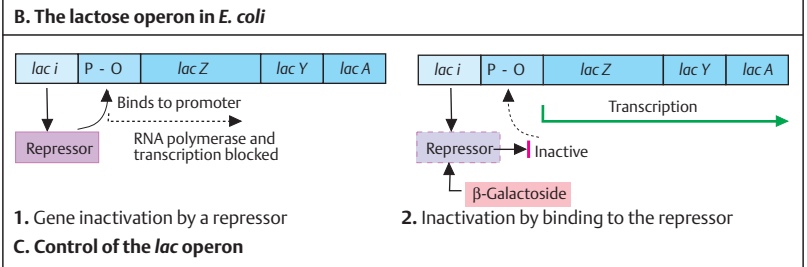 B. The lactose operon in E. coli
lac i P - O lac Z lac Y lac A
Binds to promoter
Repressor
RNA polymerase and
transcription blocked
1. Gene inactivation by a repressor
lac i P - O lac Z lac Y lac A
Transcription
Repressor
Inactive
β-Galactoside
2. Inactivation by binding to the repressor
C. Control of the lac operon